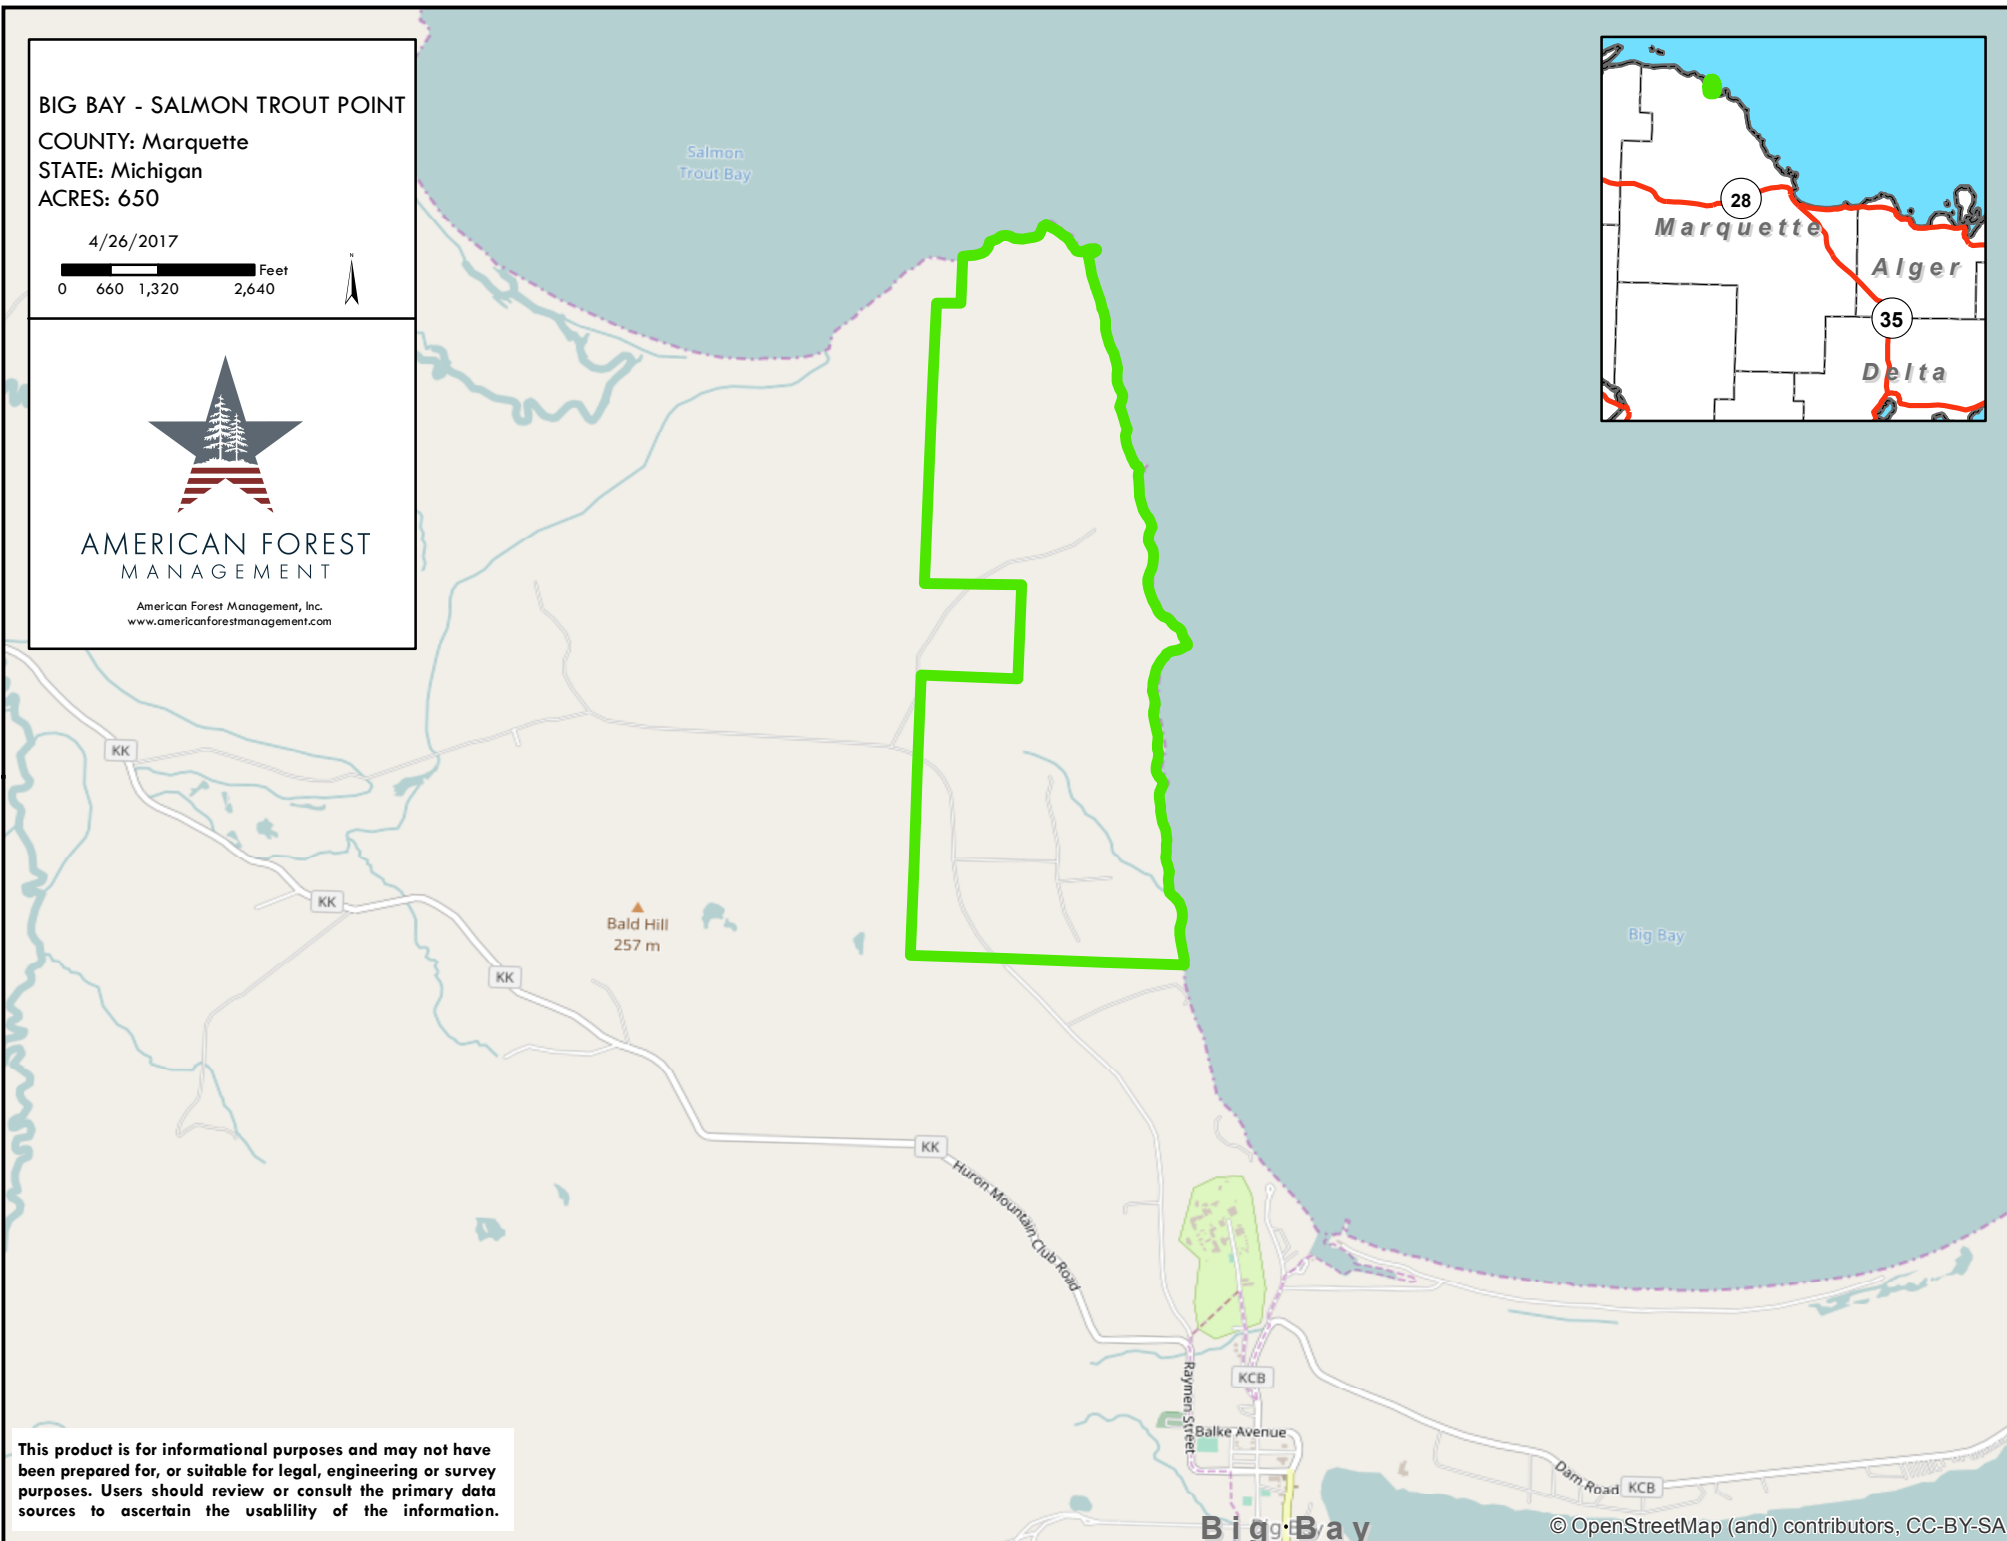 BIG BAY - SALMON TROUT POINT
COUNTY: Marquette
STATE: Michigan
ACRES: 650
4/26/2017
Feet
0 660 1,320 2,640
N
AMERICAN FOREST
MANAGEMENT
American Forest Management, Inc.
www.americanforestmanagement.com
Salmon
Trout Bay
28
Marquette
Alger
35
Delta
KK
KK
Bald Hill
257 m
KK
Big Bay
KK
Huron Mountain Club Road
Raymen Street
KCB
Balke Avenue
Dam Road
KCB
Big Bay
Big Bay
This product is for informational purposes and may not have
been prepared for, or suitable for legal, engineering or survey
purposes. Users should review or consult the primary data
sources to ascertain the usablility of the information.
© OpenStreetMap (and) contributors, CC-BY-SA